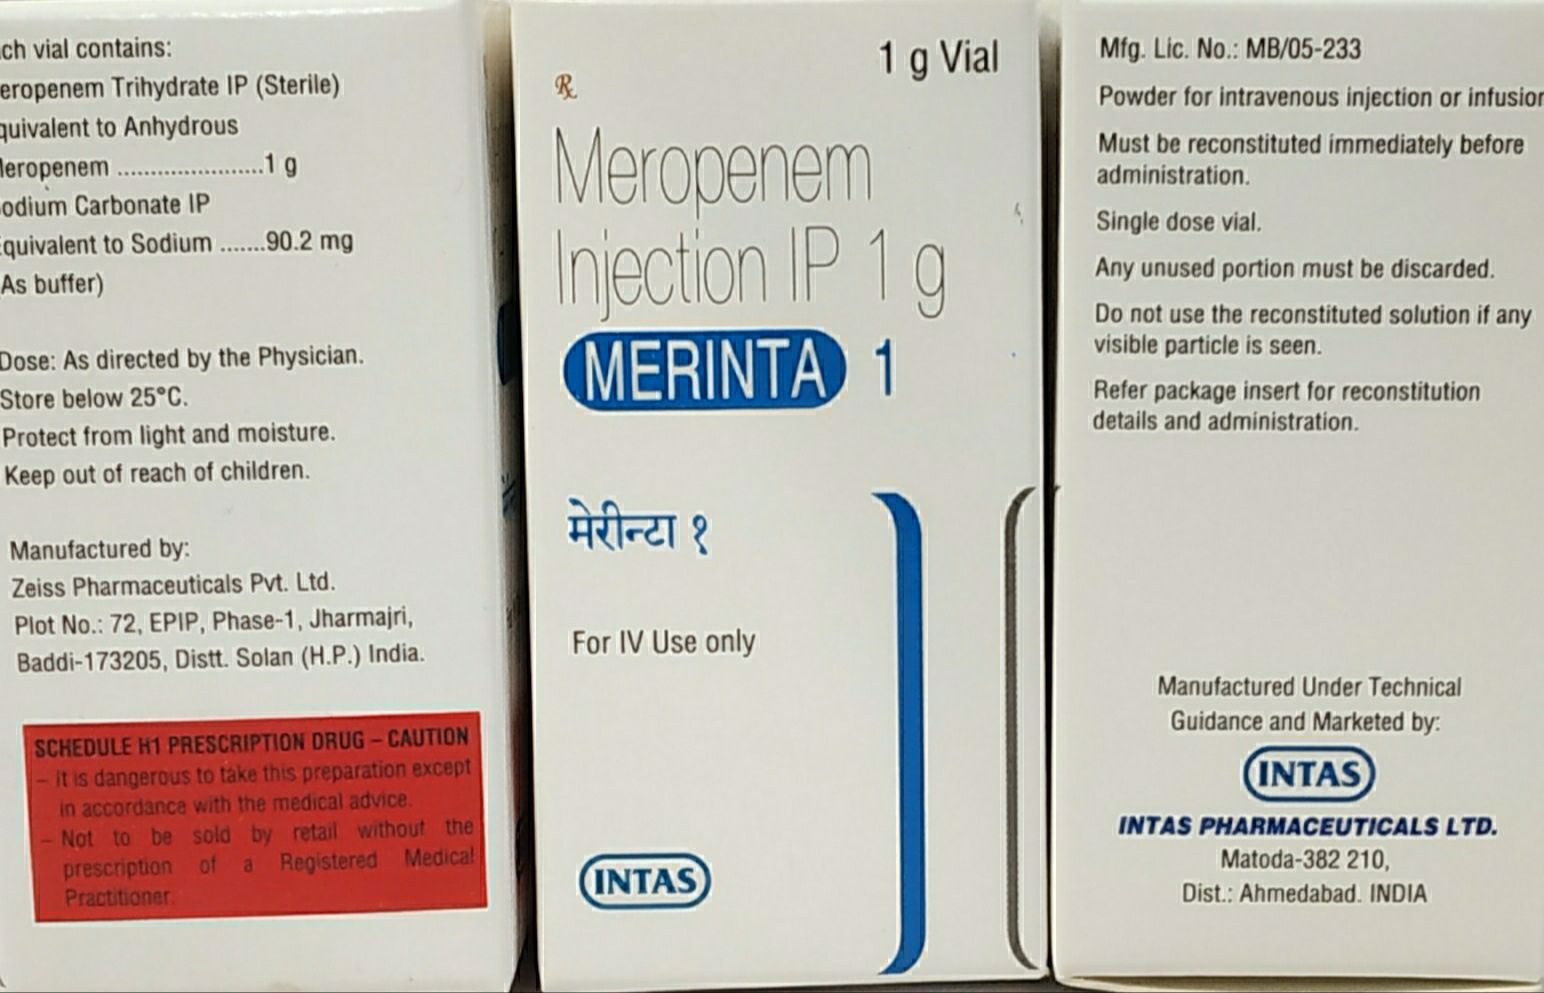 ch vial contains:
eropenem Trihydrate IP (Sterile)
quivalent to Anhydrous
eropenem ......................1 g
odium Carbonate IP
quivalent to Sodium .......90.2 mg
As buffer)
Dose: As directed by the Physician.
Store below 25°C.
Protect from light and moisture.
Keep out of reach of children.
Manufactured by:
Zeiss Pharmaceuticals Pvt. Ltd.
Plot No.: 72, EPIP, Phase-1, Jharmajri,
Baddi-173205, Distt. Solan (H.P.) India.
SCHEDULE H1 PRESCRIPTION DRUG – CAUTION
– It is dangerous to take this preparation except
in accordance with the medical advice.
– Not to be sold by retail without the
prescription of a Registered Medical
Practitioner.
1 g Vial
Rx
Meropenem
Injection IP 1 g
MERINTA 1
मेरीन्टा १
For IV Use only
INTAS
Mfg. Lic. No.: MB/05-233
Powder for intravenous injection or infusion
Must be reconstituted immediately before
administration.
Single dose vial.
Any unused portion must be discarded.
Do not use the reconstituted solution if any
visible particle is seen.
Refer package insert for reconstitution
details and administration.
Manufactured Under Technical
Guidance and Marketed by:
INTAS
INTAS PHARMACEUTICALS LTD.
Matoda-382 210,
Dist.: Ahmedabad. INDIA